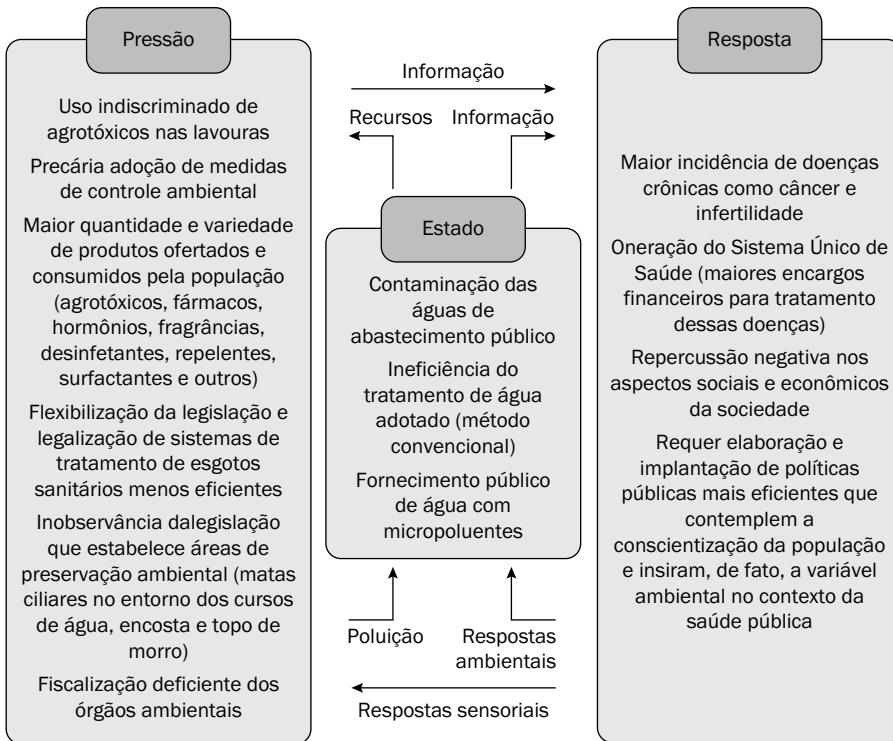 Pressão
Uso indiscriminado de
agrotóxicos nas lavouras
Precária adoção de medidas
de controle ambiental
Maior quantidade e variedade
de produtos ofertados e
consumidos pela população
(agrotóxicos, fármacos,
hormônios, fragrâncias,
desinfetantes, repelentes,
surfactantes e outros)
Flexibilização da legislação e
legalização de sistemas de
tratamento de esgotos
sanitários menos eficientes
Inobservância dalegislação
que estabelece áreas de
preservação ambiental (matas
ciliares no entorno dos cursos
de água, encosta e topo de
morro)
Fiscalização deficiente dos
órgãos ambientais
Informação
Recursos Informação
Estado
Contaminação das
águas de
abastecimento público
Ineficiência do
tratamento de água
adotado (método
convencional)
Fornecimento público
de água com
micropoluentes
Poluição Respostas
ambientais
Respostas sensoriais
Resposta
Maior incidência de doenças
crônicas como câncer e
infertilidade
Oneração do Sistema Único de
Saúde (maiores encargos
financeiros para tratamento
dessas doenças)
Repercussão negativa nos
aspectos sociais e econômicos
da sociedade
Requer elaboração e
implantação de políticas
públicas mais eficientes que
contemplem a
conscientização da população
e insiram, de fato, a variável
ambiental no contexto da
saúde pública